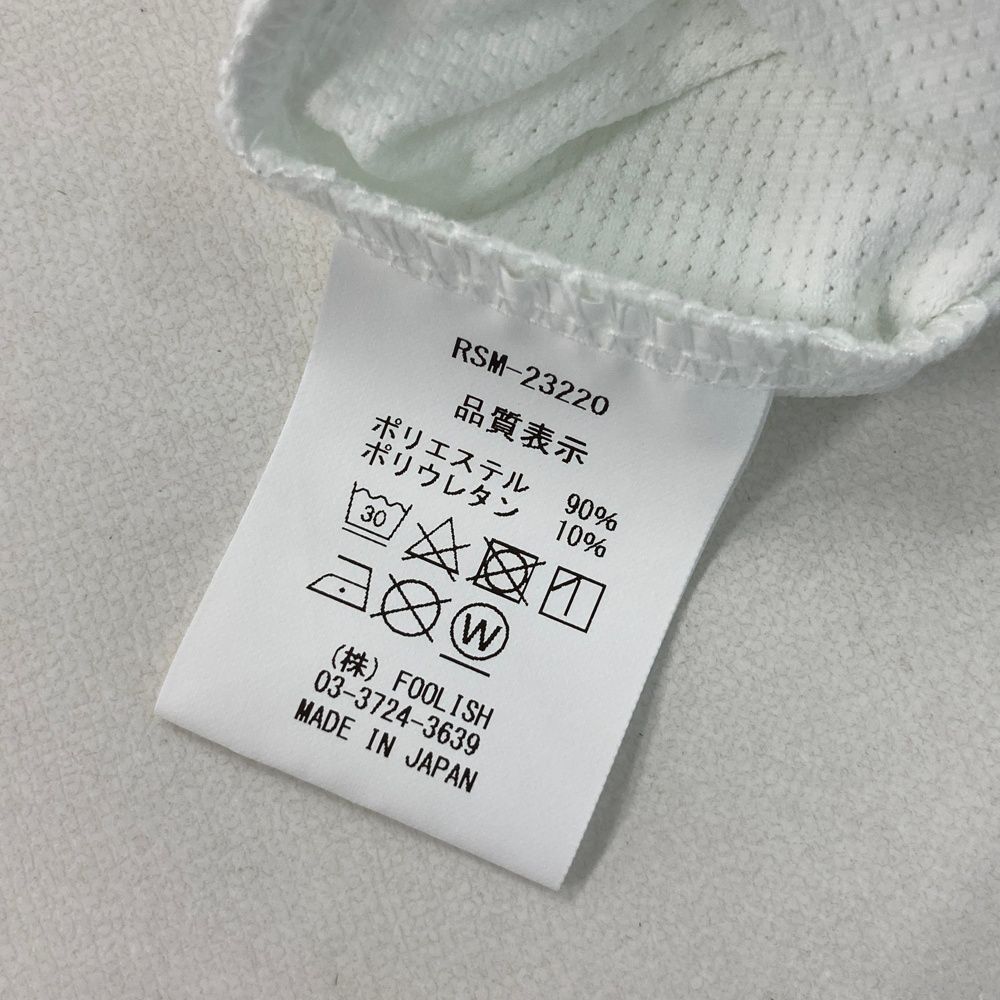 RSM-23220
品質表示
ポリエステル 90%
ポリウレタン 10%
30
W
(株) FOOLISH
03-3724-3639
MADE IN JAPAN